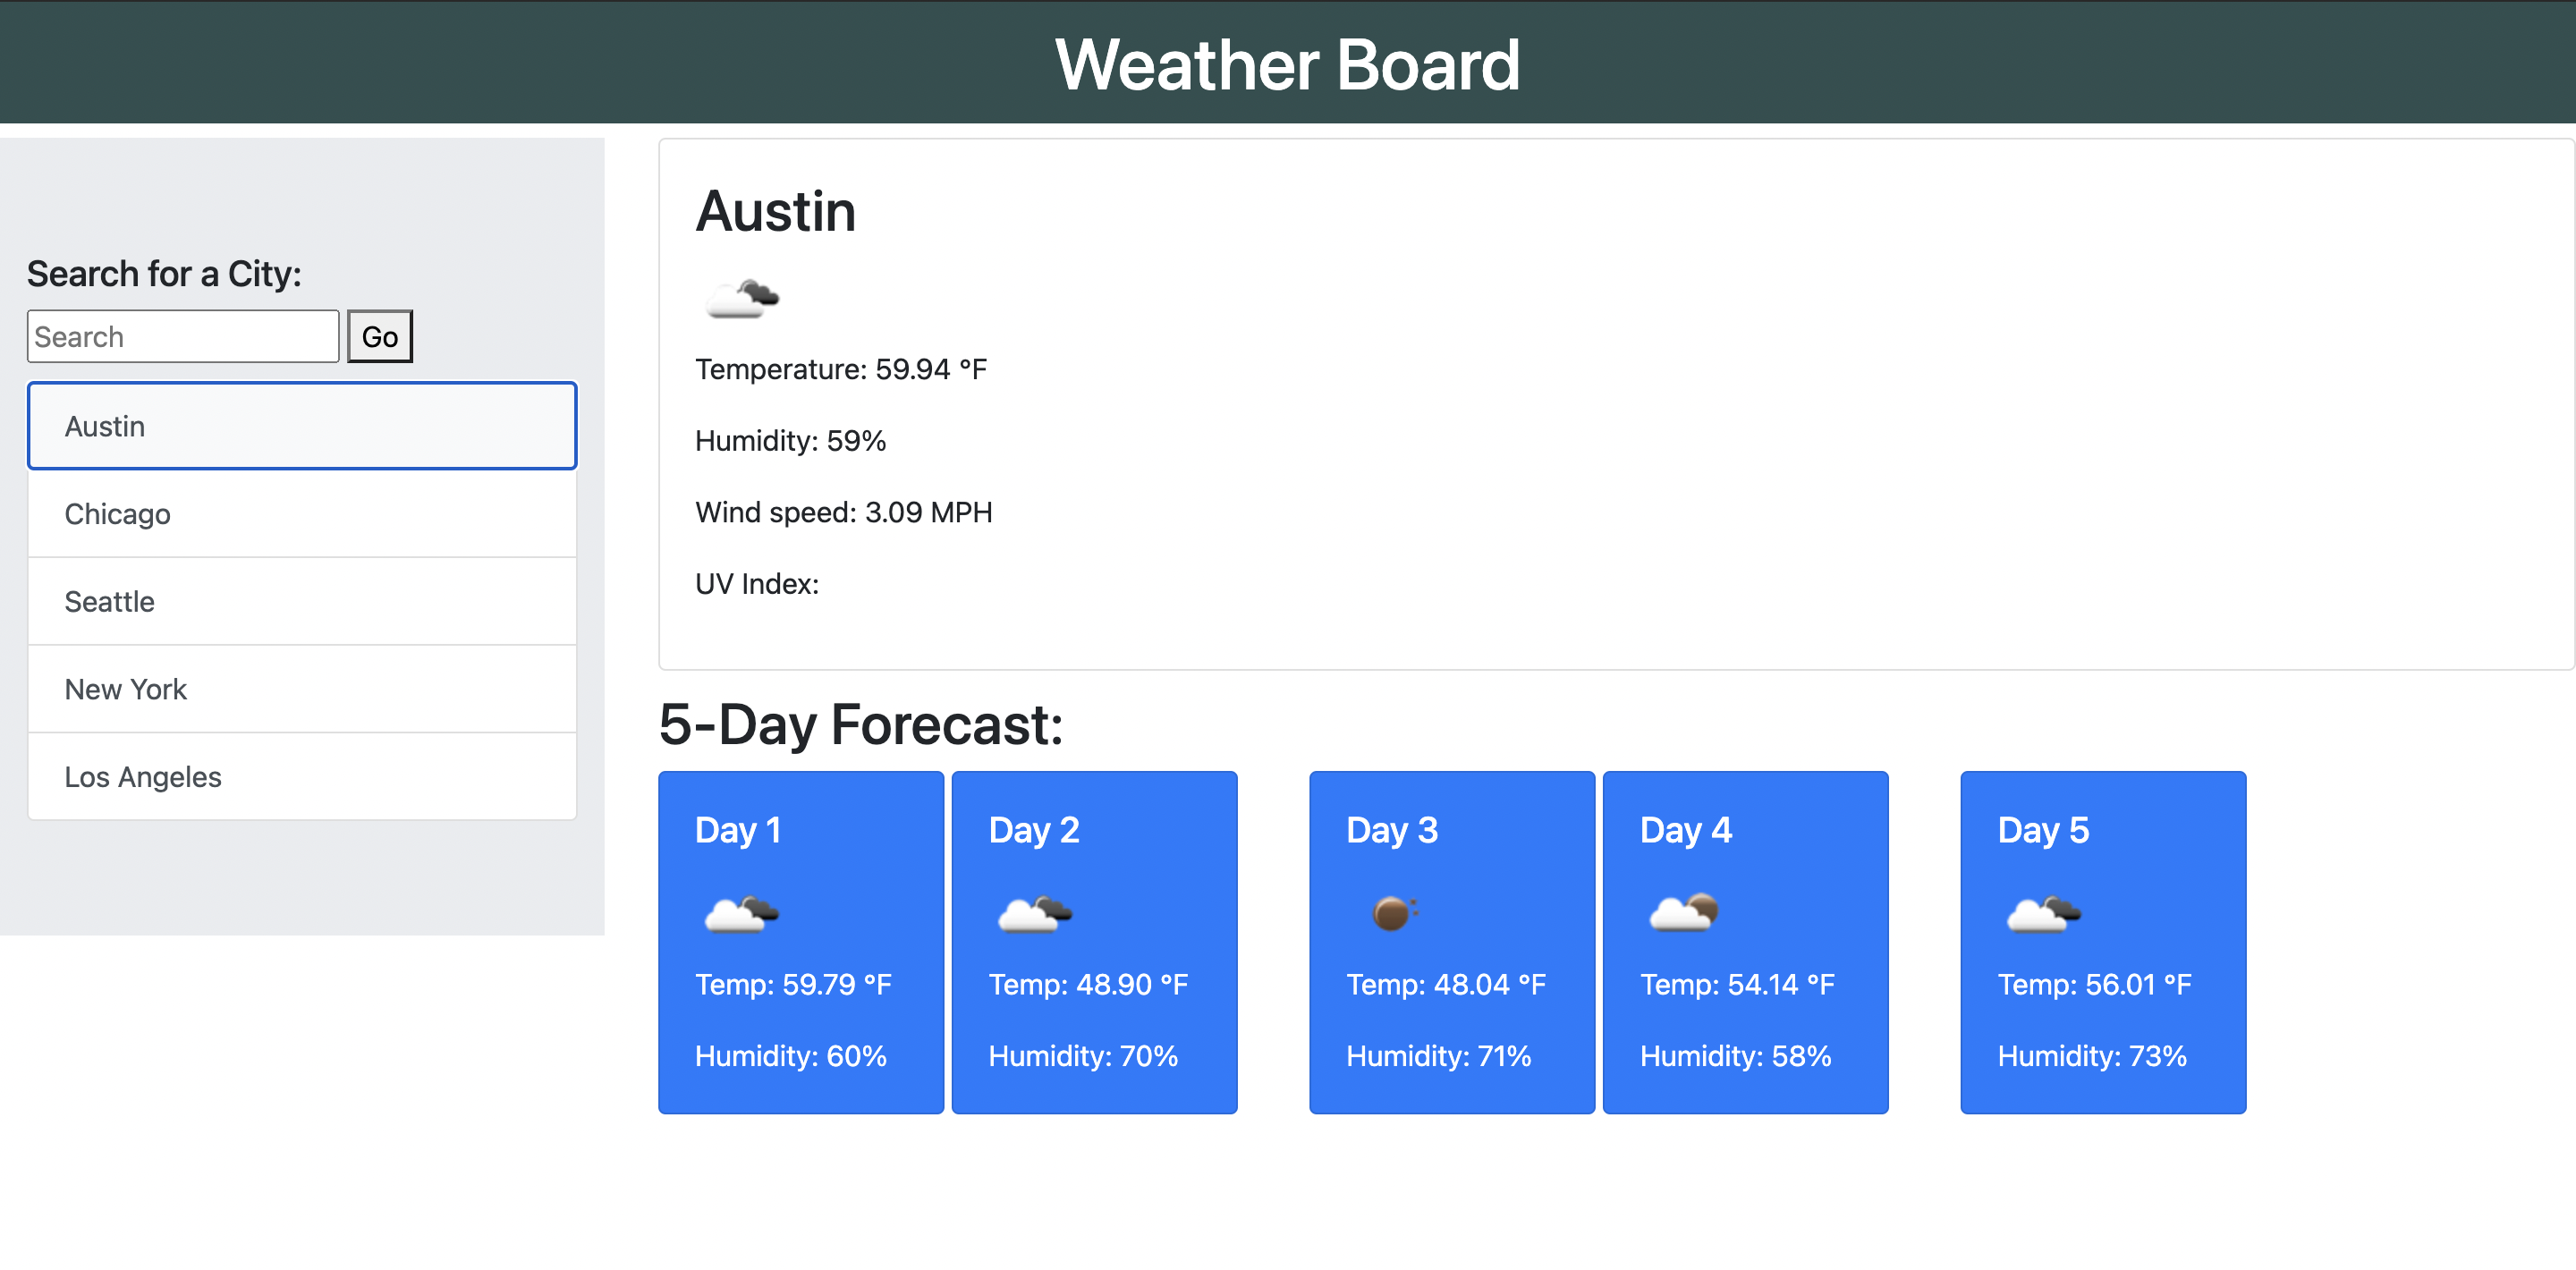 Weather Board
Search for a City:
Search
Go
Austin
Chicago
Seattle
New York
Los Angeles
Austin
Temperature: 59.94 °F
Humidity: 59%
Wind speed: 3.09 MPH
UV Index:
5-Day Forecast:
Day 1
Temp: 59.79 °F
Humidity: 60%
Day 2
Temp: 48.90 °F
Humidity: 70%
Day 3
Temp: 48.04 °F
Humidity: 71%
Day 4
Temp: 54.14 °F
Humidity: 58%
Day 5
Temp: 56.01 °F
Humidity: 73%